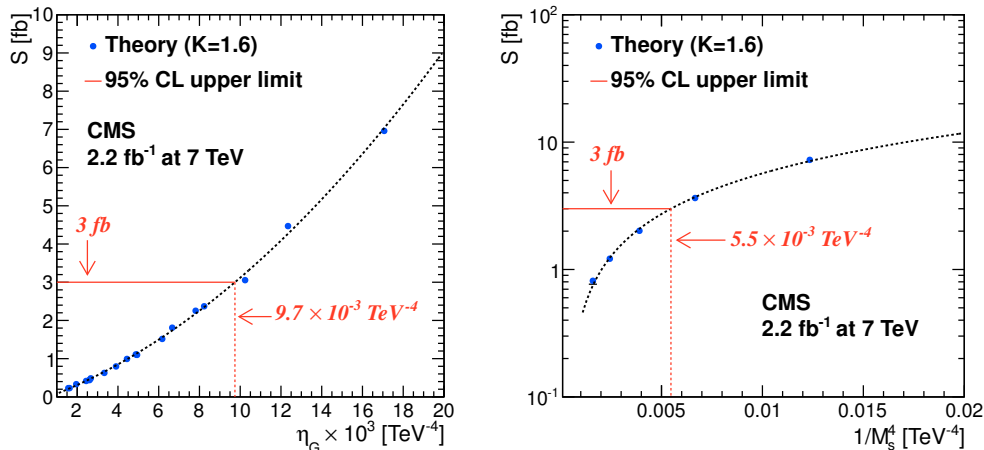 S [fb]
10
9
8
7
6
5
4
3
2
1
0
Theory (K=1.6)
95% CL upper limit
CMS
2.2 fb⁻¹ at 7 TeV
3 fb
9.7 × 10⁻³ TeV⁻⁴
2 4 6 8 10 12 14 16 18 20
η_G × 10³ [TeV⁻⁴]
S [fb]
10²
10
1
10⁻¹
Theory (K=1.6)
95% CL upper limit
3 fb
5.5 × 10⁻³ TeV⁻⁴
CMS
2.2 fb⁻¹ at 7 TeV
0.005 0.01 0.015 0.02
1/M_s⁴ [TeV⁻⁴]